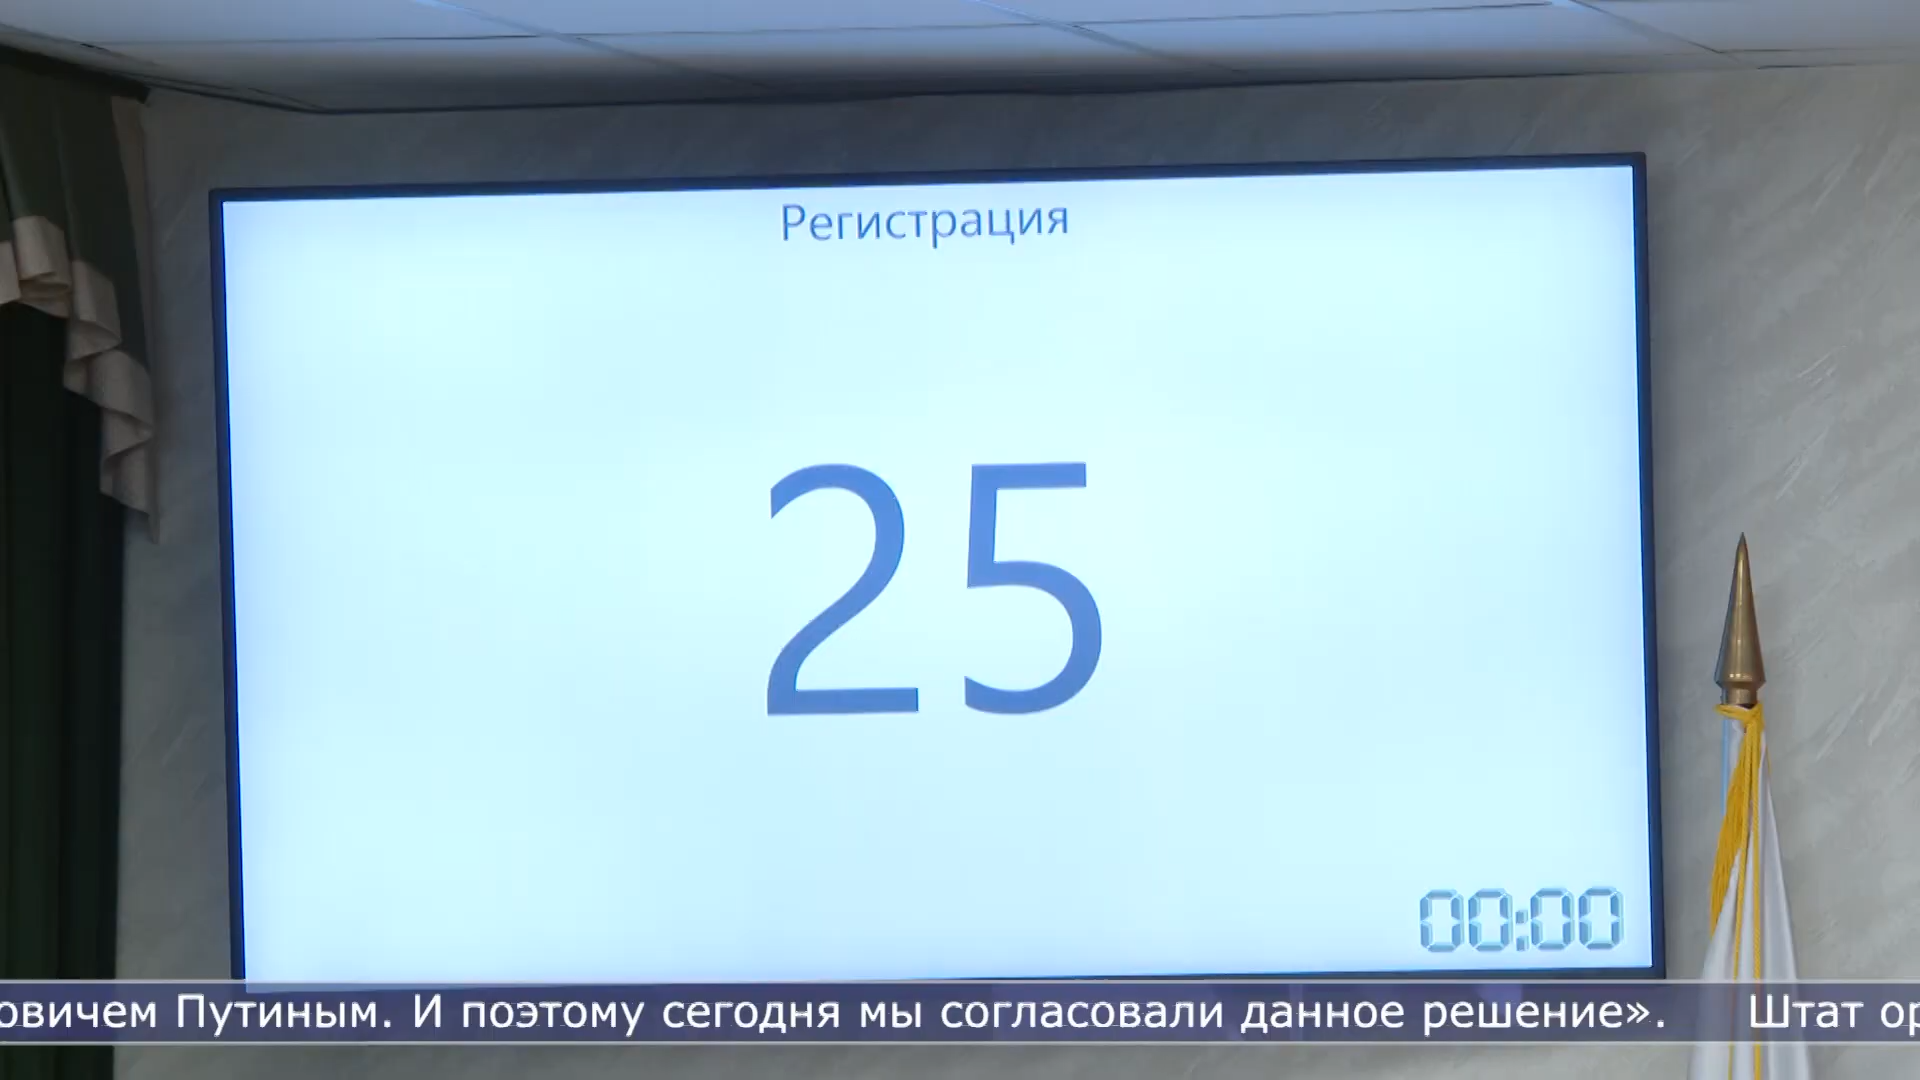 Регистрация
25
00:00
овичем Путиным. И поэтому сегодня мы согласовали данное решение». Штат ор